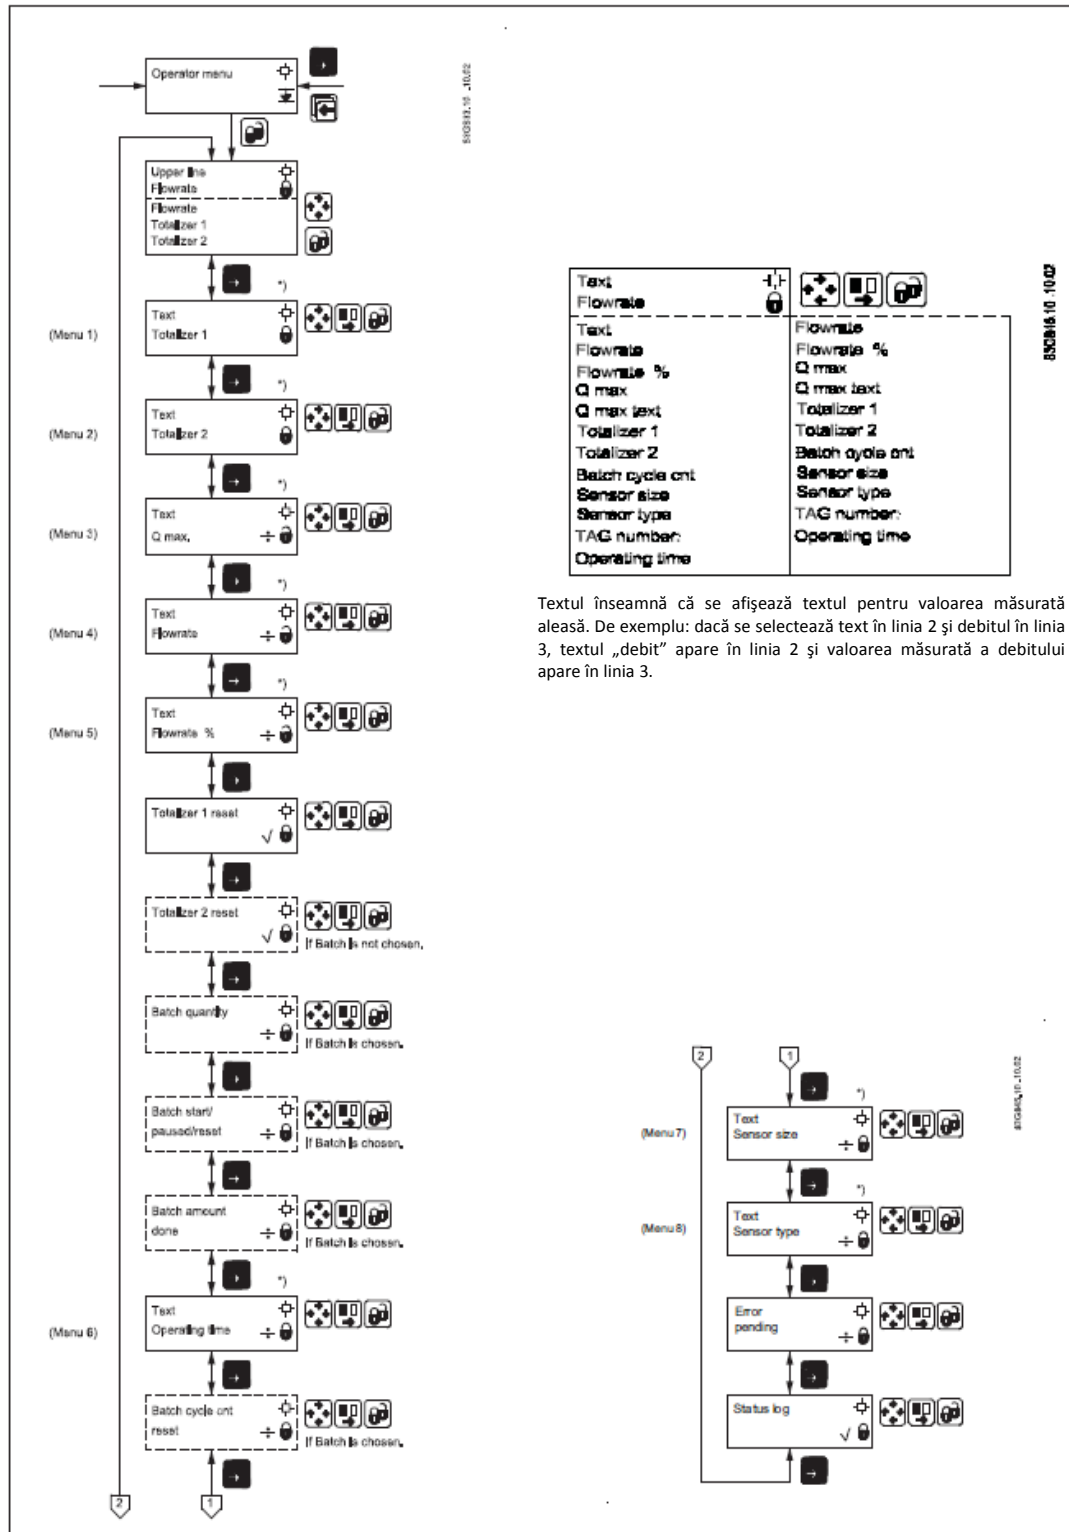 Operator menu
Upper line
Flowrate
Flowrate
Totalizer 1
Totalizer 2
*)
(Menu 1)
Text
Totalizer 1
*)
(Menu 2)
Text
Totalizer 2
*)
(Menu 3)
Text
Q max.
*)
(Menu 4)
Text
Flowrate
*)
(Menu 5)
Text
Flowrate %
Totalizer 1 reset
Totalizer 2 reset
If Batch is not chosen.
Batch quantity
If Batch is chosen.
Batch start/
paused/reset
If Batch is chosen.
Batch amount
done
If Batch is chosen.
*)
(Menu 6)
Text
Operating time
Batch cycle cnt
reset
If Batch is chosen.
2
1
Text
Flowrate
Text
Flowrate
Flowrate %
Q max
Q max text
Totalizer 1
Totalizer 2
Batch cycle cnt
Sensor size
Sensor type
TAG number:
Operating time
Flowrate
Flowrate %
Q max
Q max text
Totalizer 1
Totalizer 2
Batch cycle cnt
Sensor size
Sensor type
TAG number:
Operating time
Textul înseamnă că se afişează textul pentru valoarea măsurată
aleasă. De exemplu: dacă se selectează text în linia 2 şi debitul în linia
3, textul „debit” apare în linia 2 şi valoarea măsurată a debitului
apare în linia 3.
2
1
*)
(Menu 7)
Text
Sensor size
*)
(Menu 8)
Text
Sensor type
Error
pending
Status log